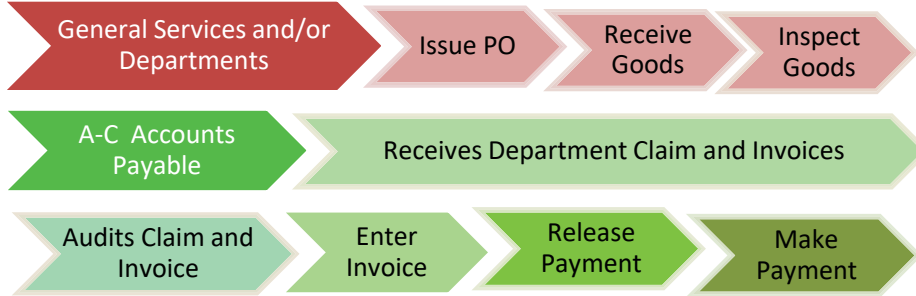 General Services and/or
Departments
Issue PO
Receive
Goods
Inspect
Goods
A-C Accounts
Payable
Receives Department Claim and Invoices
Audits Claim and
Invoice
Enter
Invoice
Release
Payment
Make
Payment